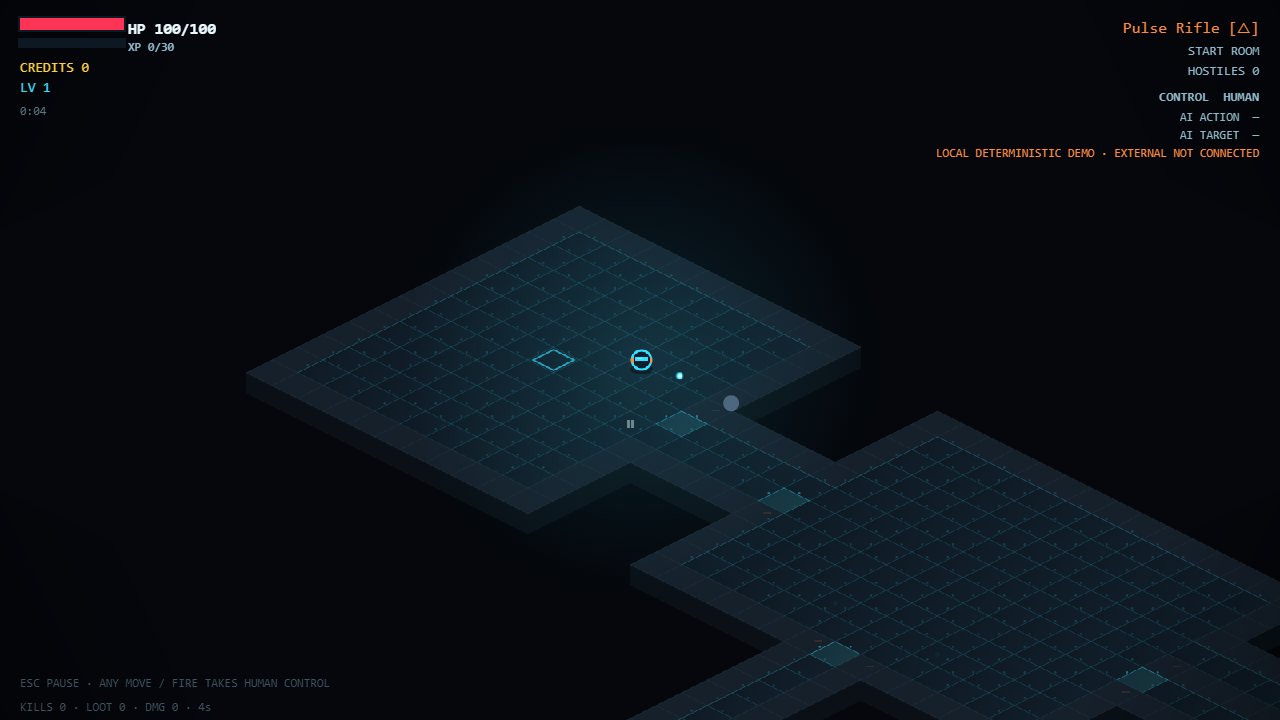 HP 100/100
XP 0/30
CREDITS 0
LV 1
0:04
Pulse Rifle [△]
START ROOM
HOSTILES 0
CONTROL HUMAN
AI ACTION —
AI TARGET —
LOCAL DETERMINISTIC DEMO · EXTERNAL NOT CONNECTED
ESC PAUSE · ANY MOVE / FIRE TAKES HUMAN CONTROL
KILLS 0 · LOOT 0 · DMG 0 · 4s